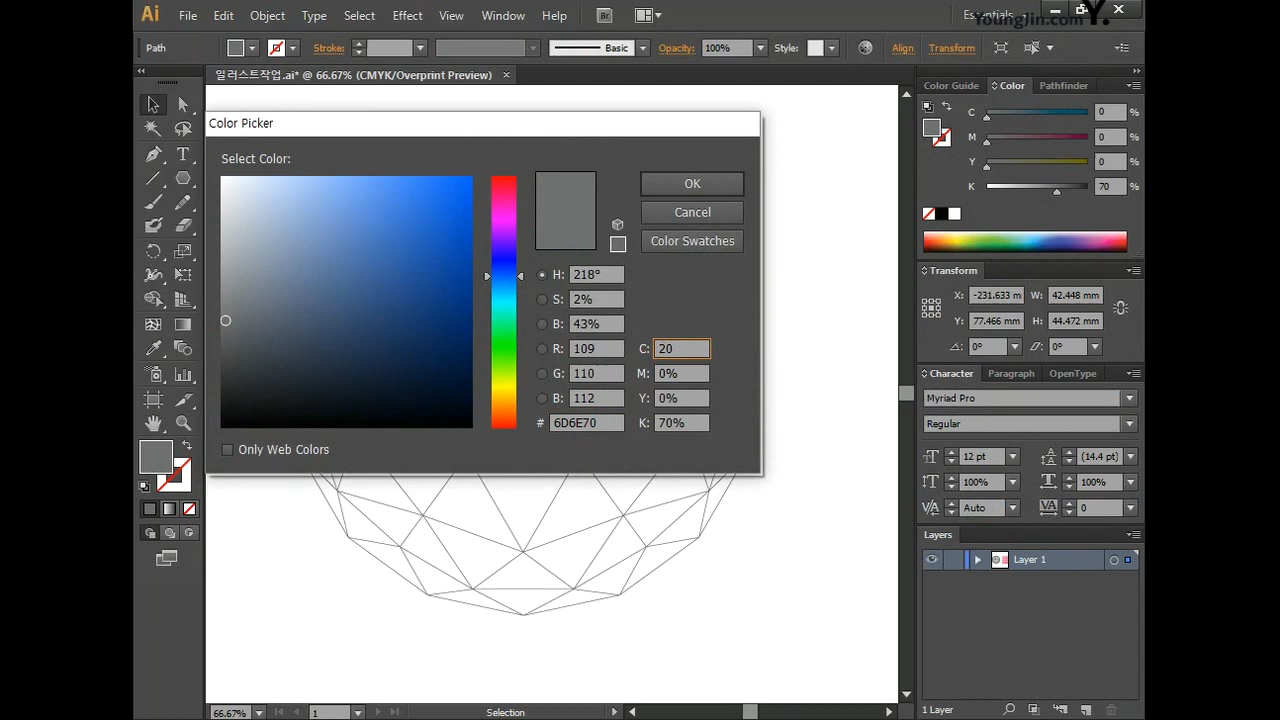 Ai File Edit Object Type Select Effect View Window Help Br Essentials
YoungJin.com Y.
Path Stroke: Basic Opacity: 100% Style: Align Transform
일러스트작업.ai* @ 66.67% (CMYK/Overprint Preview) ×
Color Picker
Select Color:
OK
Cancel
Color Swatches
H: 218°
S: 2%
B: 43%
R: 109 C: 20
G: 110 M: 0%
B: 112 Y: 0%
# 6D6E70 K: 70%
Only Web Colors
Color Guide Color Pathfinder
C 0 %
M 0 %
Y 0 %
K 70 %
Transform
X: -231.633 m W: 42.448 mm
Y: 77.466 mm H: 44.472 mm
0° 0°
Character Paragraph OpenType
Myriad Pro
Regular
12 pt (14.4 pt)
100% 100%
Auto 0
Layers
Layer 1
1 Layer
66.67% 1 Selection